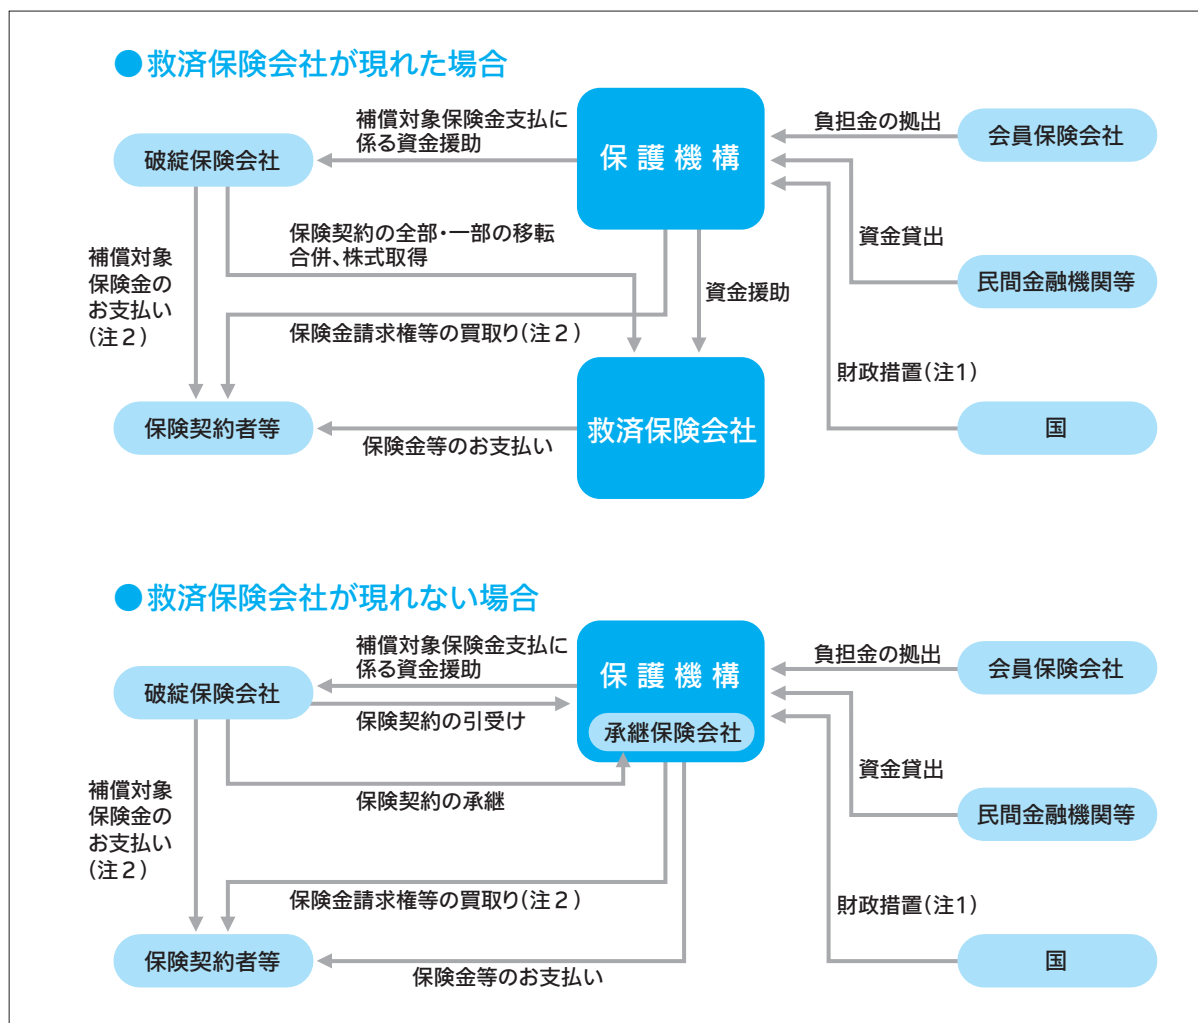 ●救済保険会社が現れた場合
補償対象保険金支払に
係る資金援助
保護機構
負担金の拠出
会員保険会社
破綻保険会社
保険契約の全部・一部の移転
合併、株式取得
補償対象
保険金の
お支払い
(注２)
資金貸出
民間金融機関等
資金援助
保険金請求権等の買取り(注２)
財政措置(注1)
保険契約者等
救済保険会社
国
保険金等のお支払い
●救済保険会社が現れない場合
補償対象保険金支払に
係る資金援助
保護機構
負担金の拠出
会員保険会社
破綻保険会社
保険契約の引受け
承継保険会社
保険契約の承継
補償対象
保険金の
お支払い
(注２)
資金貸出
民間金融機関等
保険金請求権等の買取り(注２)
財政措置(注1)
保険契約者等
国
保険金等のお支払い